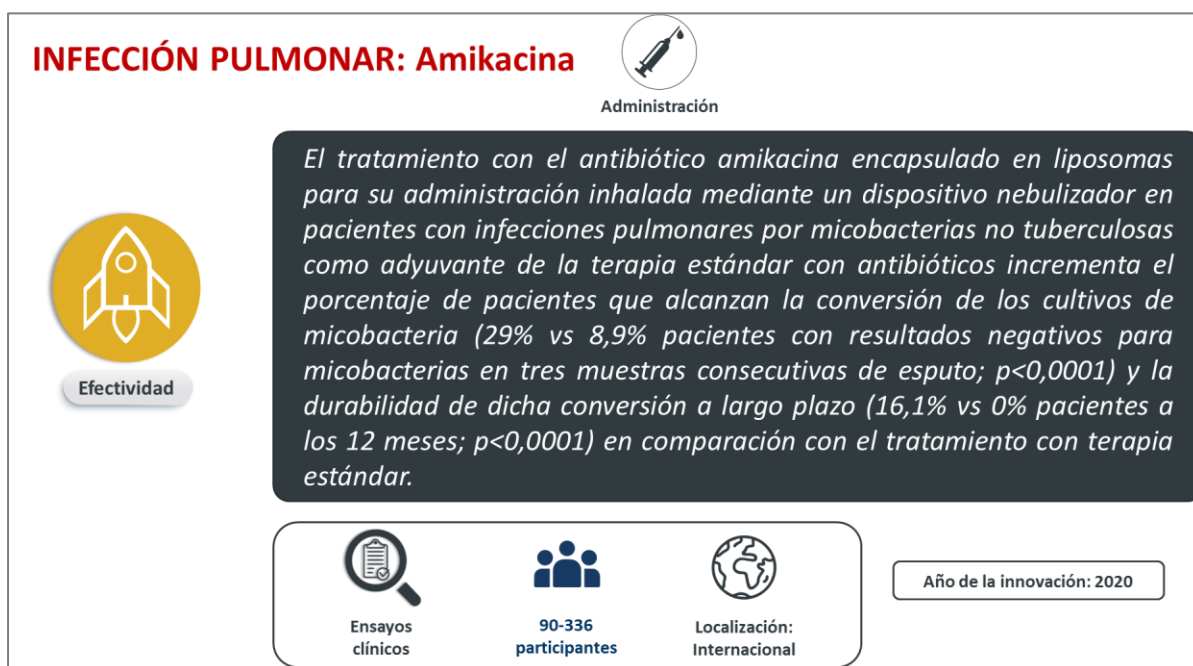 INFECCIÓN PULMONAR: Amikacina
Administración
El tratamiento con el antibiótico amikacina encapsulado en liposomas
para su administración inhalada mediante un dispositivo nebulizador en
pacientes con infecciones pulmonares por micobacterias no tuberculosas
como adyuvante de la terapia estándar con antibióticos incrementa el
porcentaje de pacientes que alcanzan la conversión de los cultivos de
micobacteria (29% vs 8,9% pacientes con resultados negativos para
micobacterias en tres muestras consecutivas de esputo; p<0,0001) y la
durabilidad de dicha conversión a largo plazo (16,1% vs 0% pacientes a
los 12 meses; p<0,0001) en comparación con el tratamiento con terapia
estándar.
Efectividad
Ensayos
clínicos
90-336
participantes
Localización:
Internacional
Año de la innovación: 2020